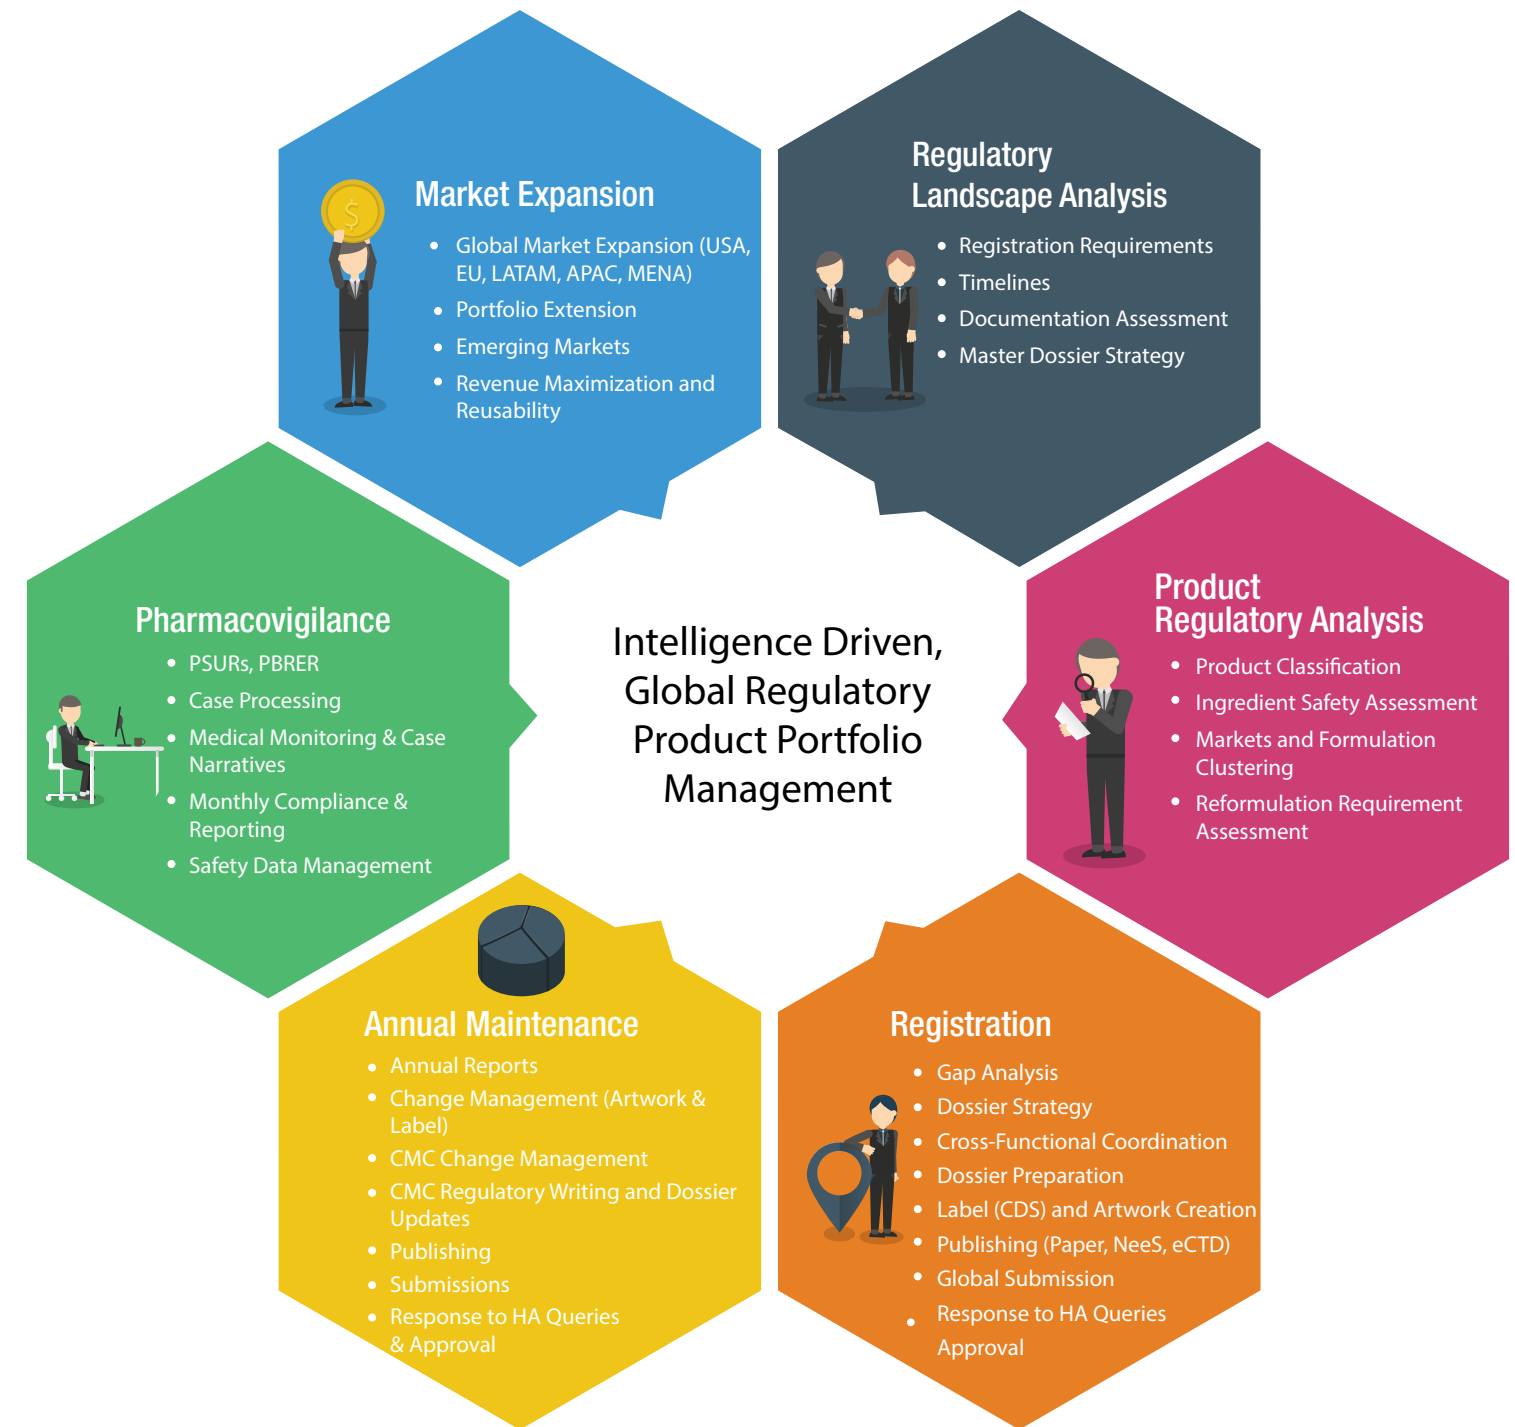 Market Expansion
Global Market Expansion (USA,
EU, LATAM, APAC, MENA)
Portfolio Extension
Emerging Markets
Revenue Maximization and
Reusability
Regulatory
Landscape Analysis
Registration Requirements
Timelines
Documentation Assessment
Master Dossier Strategy
Pharmacovigilance
PSURs, PBRER
Case Processing
Medical Monitoring & Case
Narratives
Monthly Compliance &
Reporting
Safety Data Management
Intelligence Driven,
Global Regulatory
Product Portfolio
Management
Product
Regulatory Analysis
Product Classification
Ingredient Safety Assessment
Markets and Formulation
Clustering
Reformulation Requirement
Assessment
Annual Maintenance
Annual Reports
Change Management (Artwork &
Label)
CMC Change Management
CMC Regulatory Writing and Dossier
Updates
Publishing
Submissions
Response to HA Queries
& Approval
Registration
Gap Analysis
Dossier Strategy
Cross-Functional Coordination
Dossier Preparation
Label (CDS) and Artwork Creation
Publishing (Paper, NeeS, eCTD)
Global Submission
Response to HA Queries
Approval